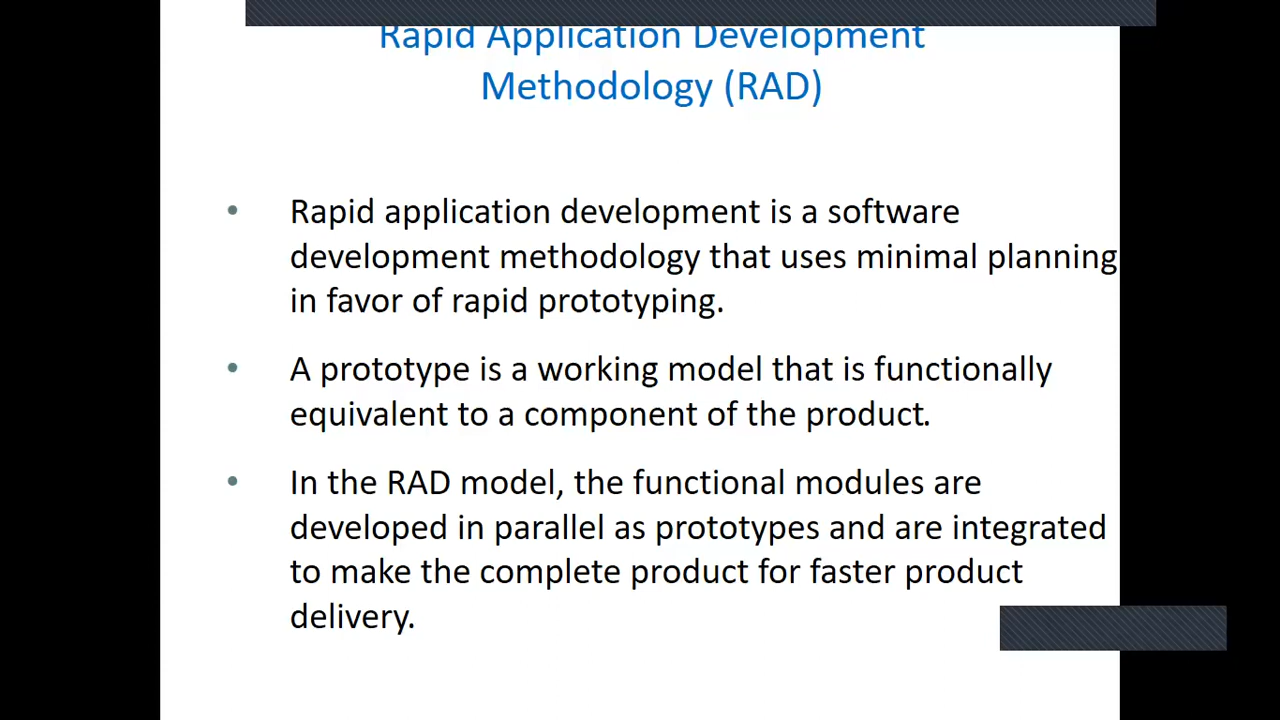 Rapid Application Development
Methodology (RAD)
• Rapid application development is a software
development methodology that uses minimal planning
in favor of rapid prototyping.
• A prototype is a working model that is functionally
equivalent to a component of the product.
• In the RAD model, the functional modules are
developed in parallel as prototypes and are integrated
to make the complete product for faster product
delivery.